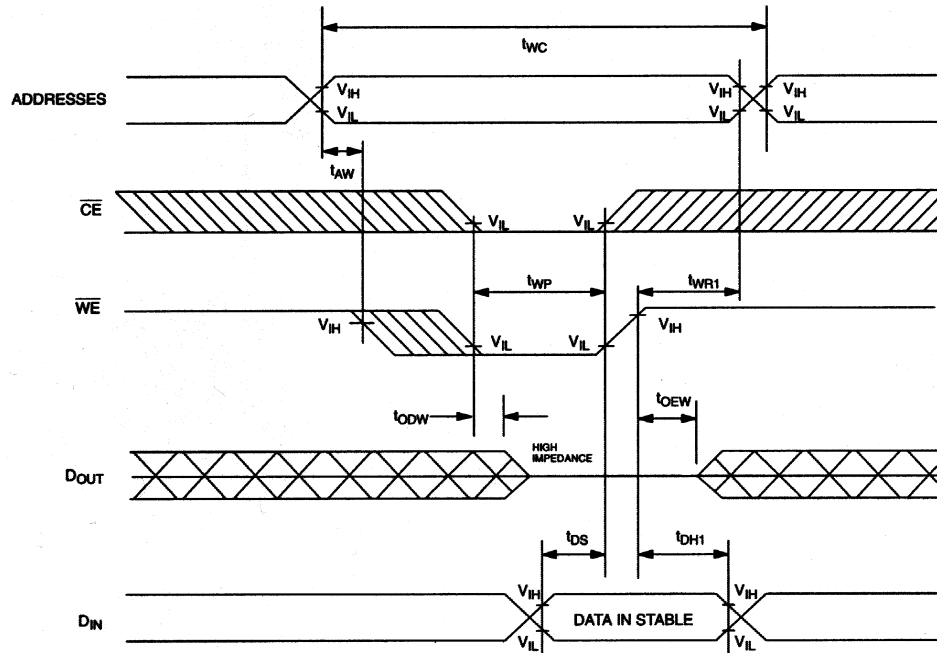 tWC
ADDRESSES
VIH
VIL
VIH
VIL
VIH
VIL
tAW
CE
VIL
VIL
tWP
tWR1
WE
VIH
VIL
VIL
VIH
tODW
tOEW
HIGH
IMPEDANCE
DOUT
tDS
tDH1
DIN
VIH
VIL
DATA IN STABLE
VIH
VIL